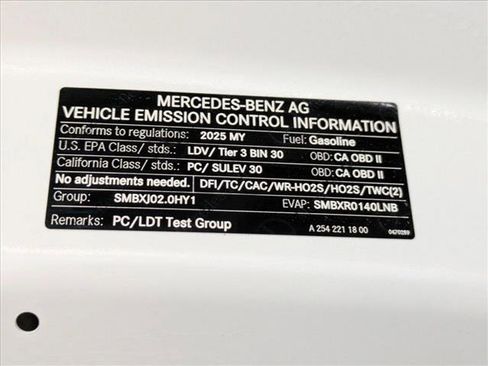 MERCEDES-BENZ AG
VEHICLE EMISSION CONTROL INFORMATION
Conforms to regulations: 2025 MY Fuel: Gasoline
U.S. EPA Class/ stds.: LDV/ Tier 3 BIN 30 OBD: CA OBD II
California Class/ stds.: PC/ SULEV 30 OBD: CA OBD II
No adjustments needed. DFI/TC/CAC/WR-HO2S/HO2S/TWC(2)
Group: SMBXJ02.0HY1 EVAP: SMBXR0140LNB
Remarks: PC/LDT Test Group A 254 221 18 00